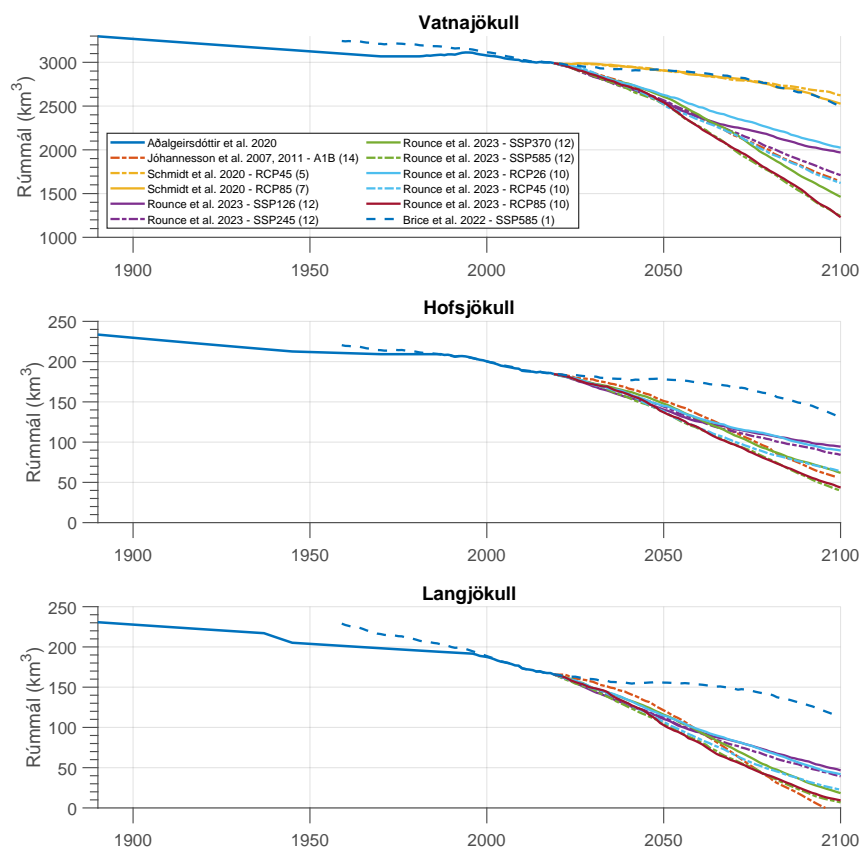 Vatnajökull
Rúmmál (km³)
3000
2500
2000
1500
1000
Aðalgeirsdóttir et al. 2020
Jóhannesson et al. 2007, 2011 - A1B (14)
Schmidt et al. 2020 - RCP45 (5)
Schmidt et al. 2020 - RCP85 (7)
Rounce et al. 2023 - SSP126 (12)
Rounce et al. 2023 - SSP245 (12)
Rounce et al. 2023 - SSP370 (12)
Rounce et al. 2023 - SSP585 (12)
Rounce et al. 2023 - RCP26 (10)
Rounce et al. 2023 - RCP45 (10)
Rounce et al. 2023 - RCP85 (10)
Brice et al. 2022 - SSP585 (1)
1900 1950 2000 2050 2100
Hofsjökull
Rúmmál (km³)
250
200
150
100
50
0
1900 1950 2000 2050 2100
Langjökull
Rúmmál (km³)
250
200
150
100
50
0
1900 1950 2000 2050 2100